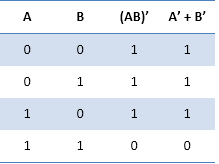 A B (AB)’ A’ + B’
0 0 1 1
0 1 1 1
1 0 1 1
1 1 0 0